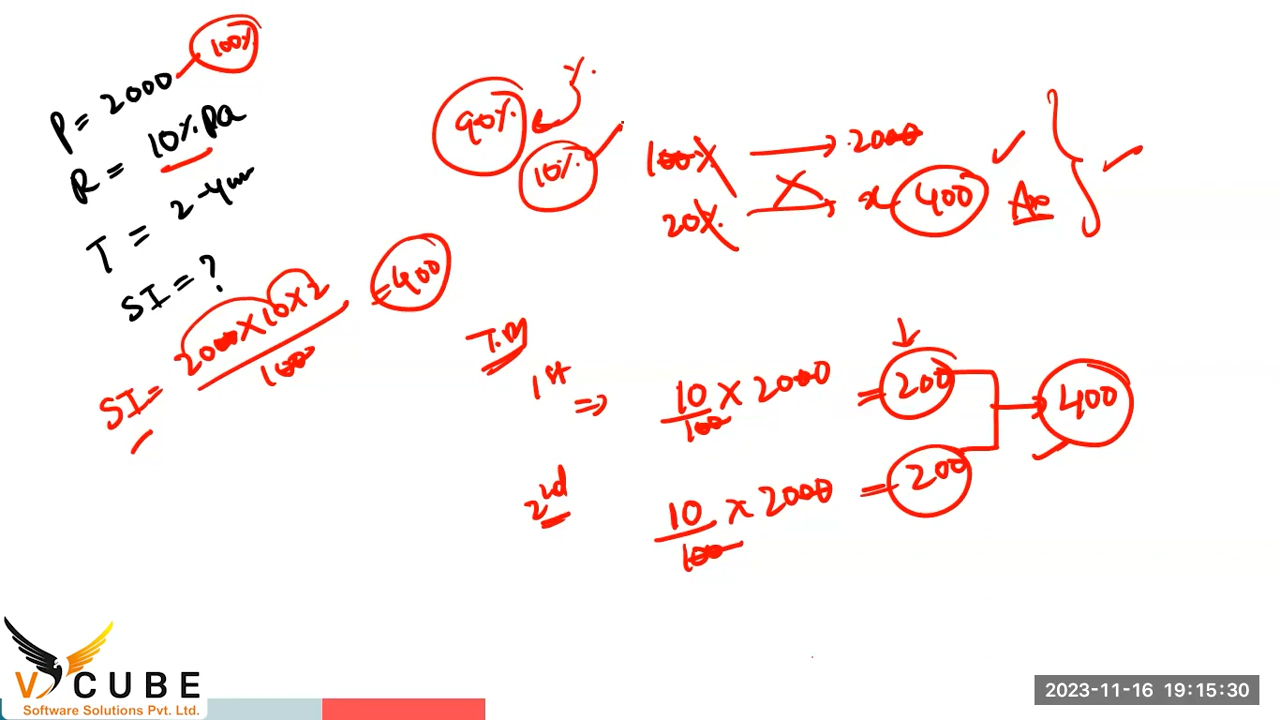 P = 2000 100%
R = 10% Pa
T = 2-year
SI = ?
SI = 2000 × 10 × 2 / 100 = 400
90%
%.
10%
100% → 2000
20% → x 400 Ans
T.M
1st ⇒ 10/100 × 2000 = 200
400
2nd 10/100 × 2000 = 200
V CUBE
Software Solutions Pvt. Ltd.
2023-11-16 19:15:30